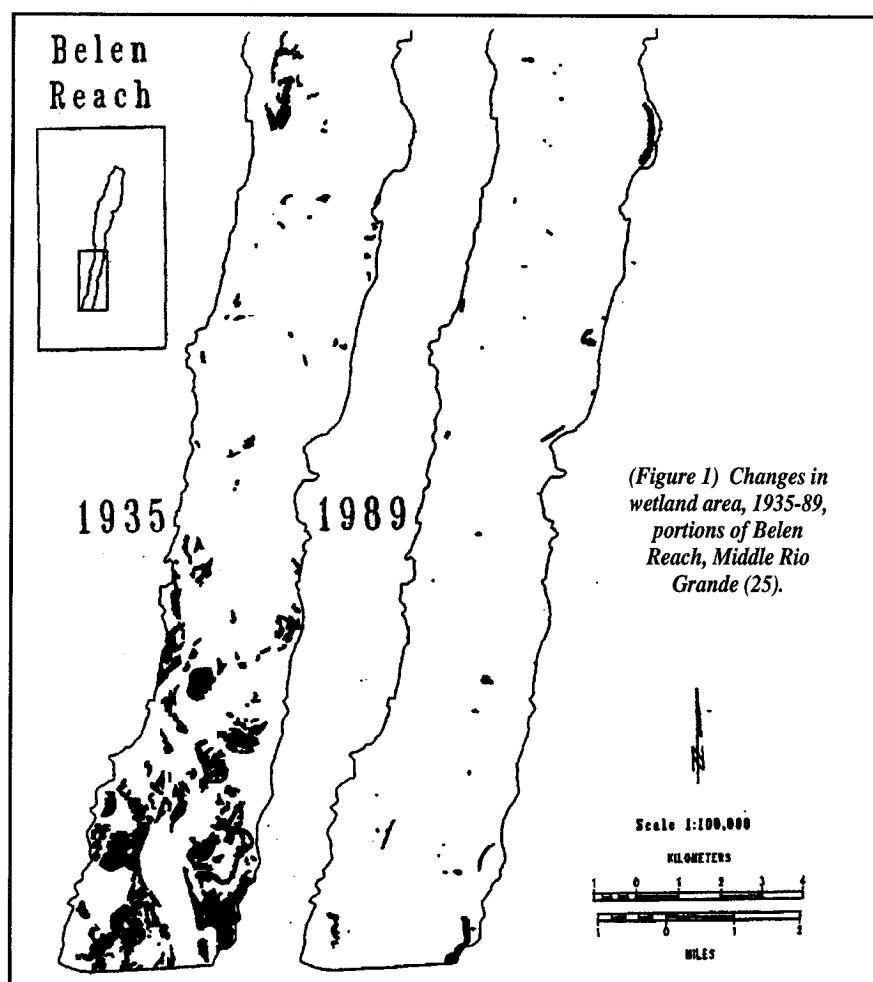 Belen
Reach
1935
1989
(Figure 1) Changes in
wetland area, 1935-89,
portions of Belen
Reach, Middle Rio
Grande (25).
N
Scale 1:100,000
KILOMETERS
1 0 1 2 3 4
1 0 1 2
MILES